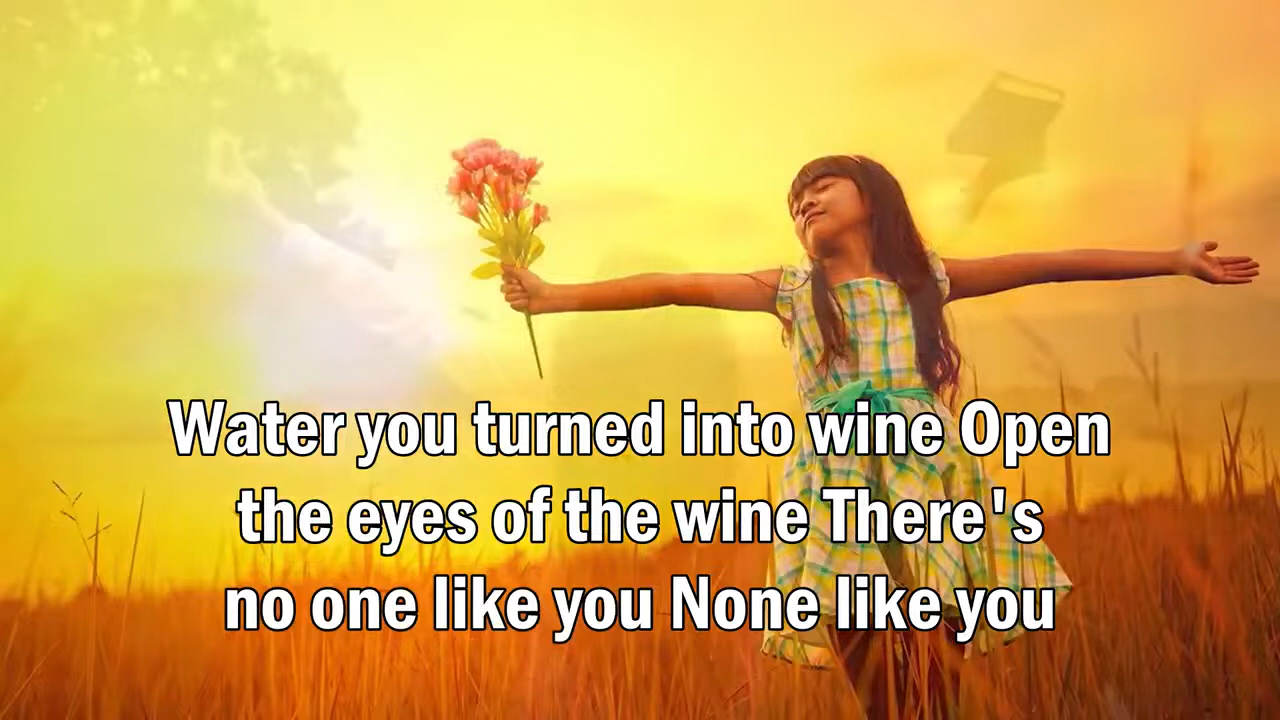 Water you turned into wine Open
the eyes of the wine There's
no one like you None like you